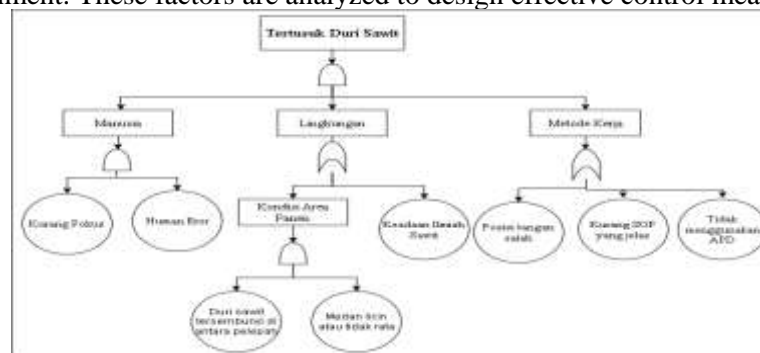 nment. These factors are analyzed to design effective control mea
Tertusuk Duri Sawit
Manusia
Lingkungan
Metode Kerja
Kurang Fokus
Human Eror
Kondisi Area
Panen
Keadaan Buah
Sawit
Posisi tangan
salah
Kurang SOP
yang jelas
Tidak
menggunakan
APD
Duri sawit
tersembunyi di
antara pelepah
Medan licin
atau tidak rata